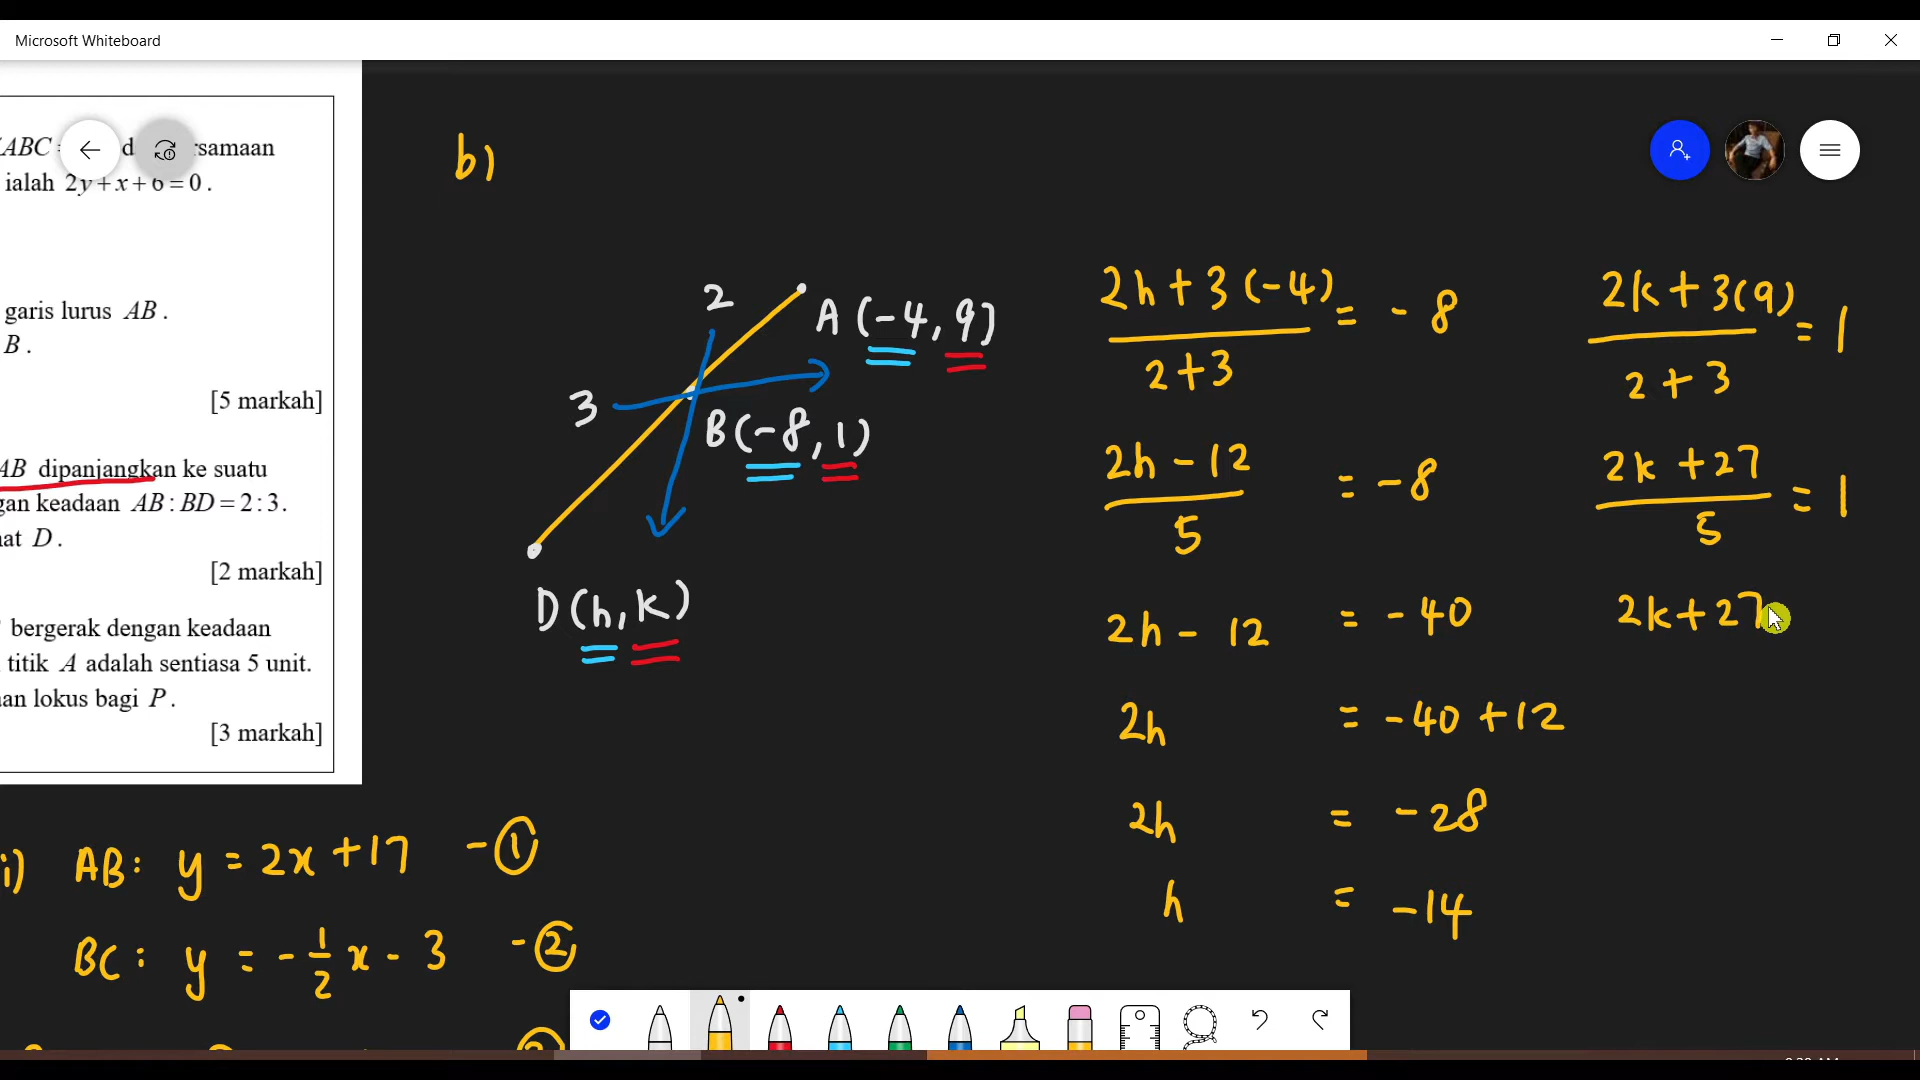 Microsoft Whiteboard
ABC = d rsamaan
ialah 2y + x + 6 = 0 .
garis lurus AB .
B .
[5 markah]
AB dipanjangkan ke suatu
gan keadaan AB : BD = 2 : 3.
at D .
[2 markah]
bergerak dengan keadaan
titik A adalah sentiasa 5 unit.
an lokus bagi P .
[3 markah]
b)
2
A (-4, 9)
3
B(-8, 1)
D(h, k)
2h + 3(-4) / 2+3 = -8
2h - 12 / 5 = -8
2h - 12 = -40
2h = -40 + 12
2h = -28
h = -14
2k + 3(9) / 2 + 3 = 1
2k + 27 / 5 = 1
2k + 27
i) AB: y = 2x + 17 - ①
BC: y = -1/2 x - 3 - ②